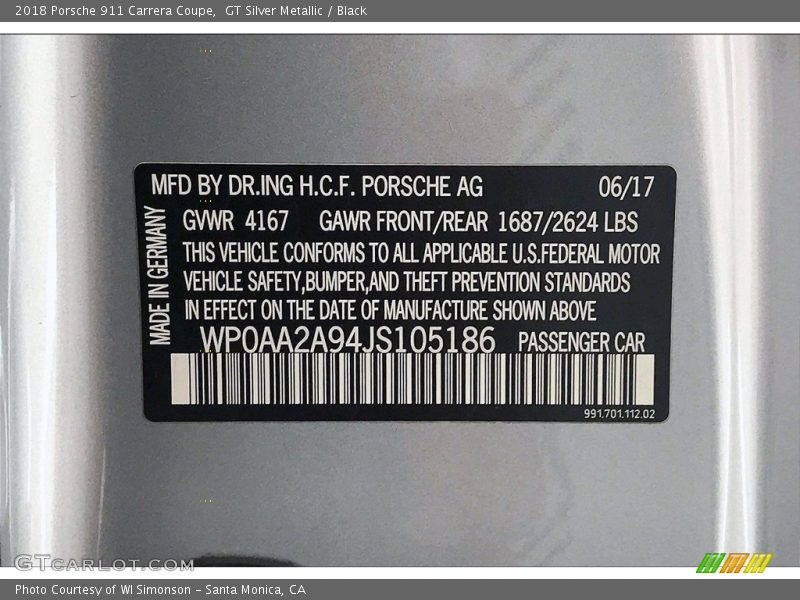 2018 Porsche 911 Carrera Coupe,  GT Silver Metallic / Black
MFD BY DR.ING H.C.F. PORSCHE AG 06/17
GVWR 4167 GAWR FRONT/REAR 1687/2624 LBS
THIS VEHICLE CONFORMS TO ALL APPLICABLE U.S.FEDERAL MOTOR
VEHICLE SAFETY,BUMPER,AND THEFT PREVENTION STANDARDS
IN EFFECT ON THE DATE OF MANUFACTURE SHOWN ABOVE
WP0AA2A94JS105186 PASSENGER CAR
MADE IN GERMANY
991.701.112.02
GTCARLOT.COM
Photo Courtesy of WI Simonson - Santa Monica, CA